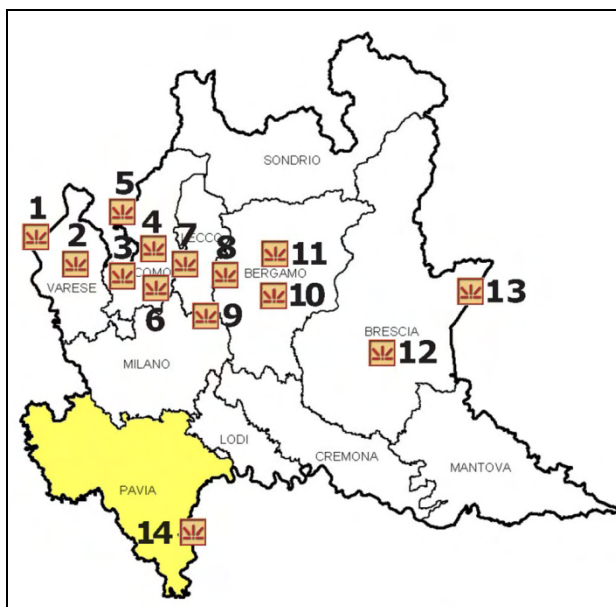 SONDRIO
5
1
4
7
LECCO
2
3
8
11
COMO
BERGAMO
VARESE
6
10
13
9
BRESCIA
MILANO
12
LODI
CREMONA
MANTOVA
PAVIA
14